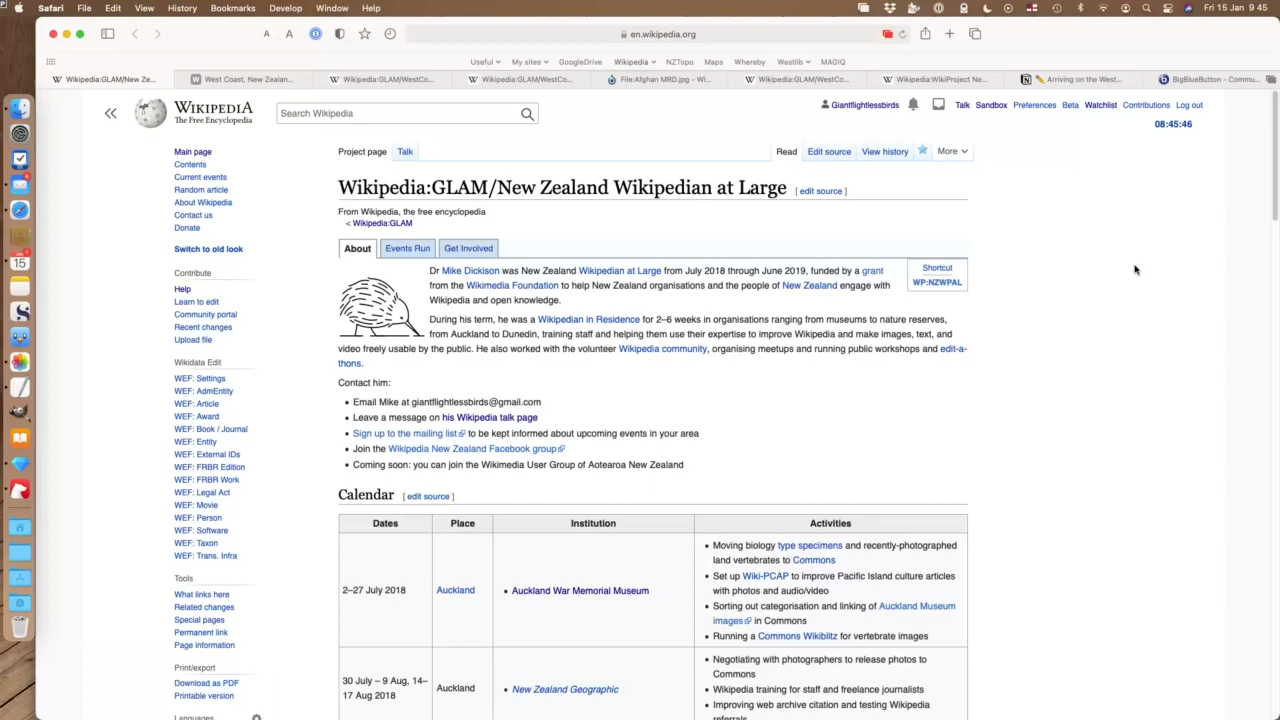 A A
en.wikipedia.org
Useful My sites GoogleDrive Wikipedia NZTopo Maps Whereby Westlib MAGIQ
Wikipedia:GLAM/New Ze... West Coast, New Zealan... Wikipedia:GLAM/WestCo... Wikipedia:GLAM/WestCo... File:Afghan MRD.jpg - Wi... Wikipedia:GLAM/WestCo... Wikipedia:WikiProject Ne... Arriving on the West... BigBlueButton - Commu...
WIKIPEDIA
The Free Encyclopedia
Search Wikipedia
Giantflightlessbirds Talk Sandbox Preferences Beta Watchlist Contributions Log out
08:45:46
Main page
Contents
Current events
Random article
About Wikipedia
Contact us
Donate
Switch to old look
Contribute
Help
Learn to edit
Community portal
Recent changes
Upload file
Wikidata Edit
WEF: Settings
WEF: AdmEntity
WEF: Article
WEF: Award
WEF: Book / Journal
WEF: Entity
WEF: External IDs
WEF: FRBR Edition
WEF: FRBR Work
WEF: Legal Act
WEF: Movie
WEF: Person
WEF: Software
WEF: Taxon
WEF: Trans. Infra
Tools
What links here
Related changes
Special pages
Permanent link
Page information
Print/export
Download as PDF
Printable version
Languages
Project page Talk Read Edit source View history More
Wikipedia:GLAM/New Zealand Wikipedian at Large [ edit source ]
From Wikipedia, the free encyclopedia
< Wikipedia:GLAM
About Events Run Get Involved
Shortcut
WP:NZWPAL
Dr Mike Dickison was New Zealand Wikipedian at Large from July 2018 through June 2019, funded by a grant
from the Wikimedia Foundation to help New Zealand organisations and the people of New Zealand engage with
Wikipedia and open knowledge.
During his term, he was a Wikipedian in Residence for 2–6 weeks in organisations ranging from museums to nature reserves,
from Auckland to Dunedin, training staff and helping them use their expertise to improve Wikipedia and make images, text, and
video freely usable by the public. He also worked with the volunteer Wikipedia community, organising meetups and running public workshops and edit-a-
thons.
Contact him:
• Email Mike at giantflightlessbirds@gmail.com
• Leave a message on his Wikipedia talk page
• Sign up to the mailing list to be kept informed about upcoming events in your area
• Join the Wikipedia New Zealand Facebook group
• Coming soon: you can join the Wikimedia User Group of Aotearoa New Zealand
Calendar [ edit source ]
Dates Place Institution Activities
2–27 July 2018 Auckland • Auckland War Memorial Museum
• Moving biology type specimens and recently-photographed
land vertebrates to Commons
• Set up Wiki-PCAP to improve Pacific Island culture articles
with photos and audio/video
• Sorting out categorisation and linking of Auckland Museum
images in Commons
• Running a Commons Wikiblitz for vertebrate images
30 July – 9 Aug, 14–
17 Aug 2018
Auckland • New Zealand Geographic
• Negotiating with photographers to release photos to
Commons
• Wikipedia training for staff and freelance journalists
• Improving web archive citation and testing Wikipedia
referrals